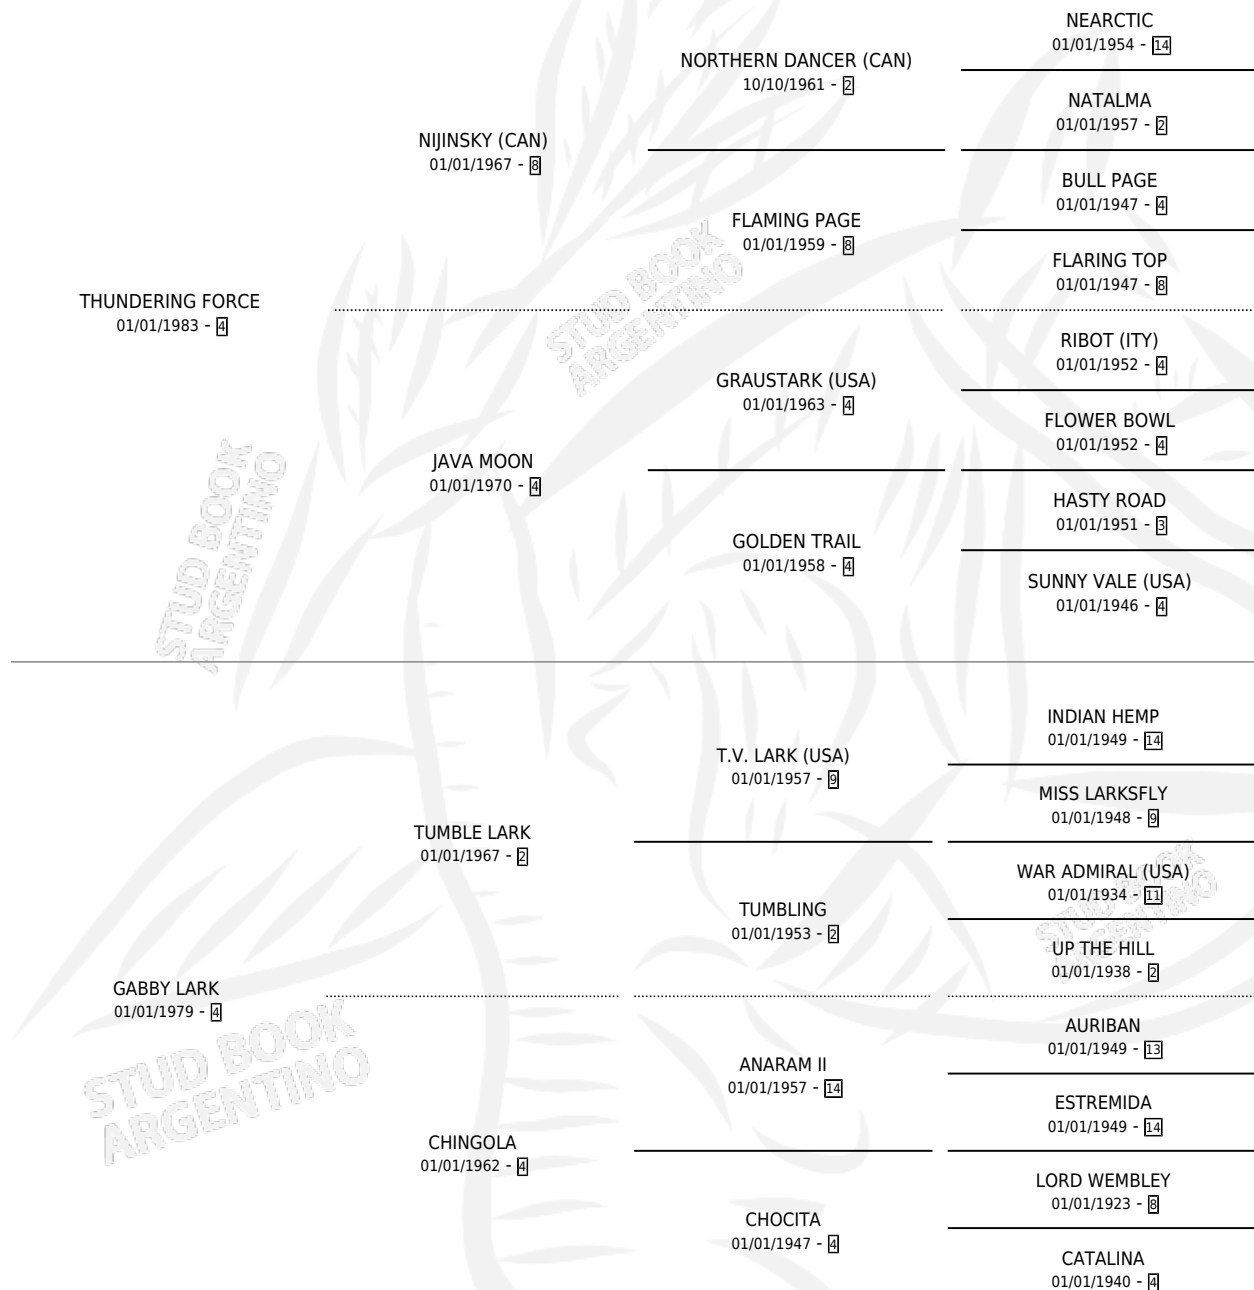 NEARCTIC
01/01/1954 - 14
NORTHERN DANCER (CAN)
10/10/1961 - 2
NATALMA
01/01/1957 - 2
NIJINSKY (CAN)
01/01/1967 - 8
BULL PAGE
01/01/1947 - 4
FLAMING PAGE
01/01/1959 - 8
FLARING TOP
01/01/1947 - 8
THUNDERING FORCE
01/01/1983 - 4
RIBOT (ITY)
01/01/1952 - 4
GRAUSTARK (USA)
01/01/1963 - 4
FLOWER BOWL
01/01/1952 - 4
JAVA MOON
01/01/1970 - 4
HASTY ROAD
01/01/1951 - 3
GOLDEN TRAIL
01/01/1958 - 4
SUNNY VALE (USA)
01/01/1946 - 4
INDIAN HEMP
01/01/1949 - 14
T.V. LARK (USA)
01/01/1957 - 9
MISS LARKSFLY
01/01/1948 - 9
TUMBLE LARK
01/01/1967 - 2
WAR ADMIRAL (USA)
01/01/1934 - 11
TUMBLING
01/01/1953 - 2
UP THE HILL
01/01/1938 - 2
GABBY LARK
01/01/1979 - 4
AURIBAN
01/01/1949 - 13
ANARAM II
01/01/1957 - 14
ESTREMIDA
01/01/1949 - 14
CHINGOLA
01/01/1962 - 4
LORD WEMBLEY
01/01/1923 - 8
CHOCITA
01/01/1947 - 4
CATALINA
01/01/1940 - 4
STUD BOOK
ARGENTINO
STUD BOOK
ARGENTINO
STUD BOOK
ARGENTINO
STUD BOOK
ARGENTINO